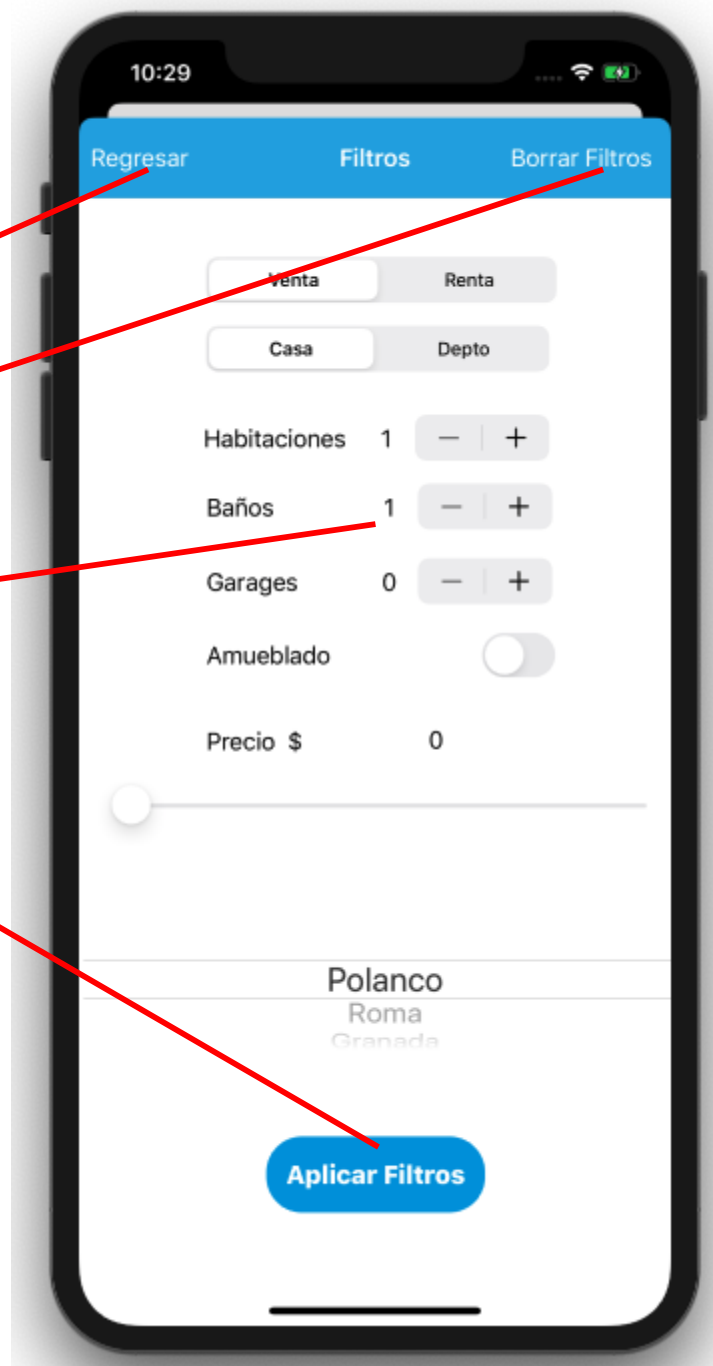 10:29
Regresar Filtros Borrar Filtros
Venta Renta
Casa Depto
Habitaciones 1 − +
Baños 1 − +
Garages 0 − +
Amueblado
Precio $ 0
Polanco
Roma
Granada
Aplicar Filtros